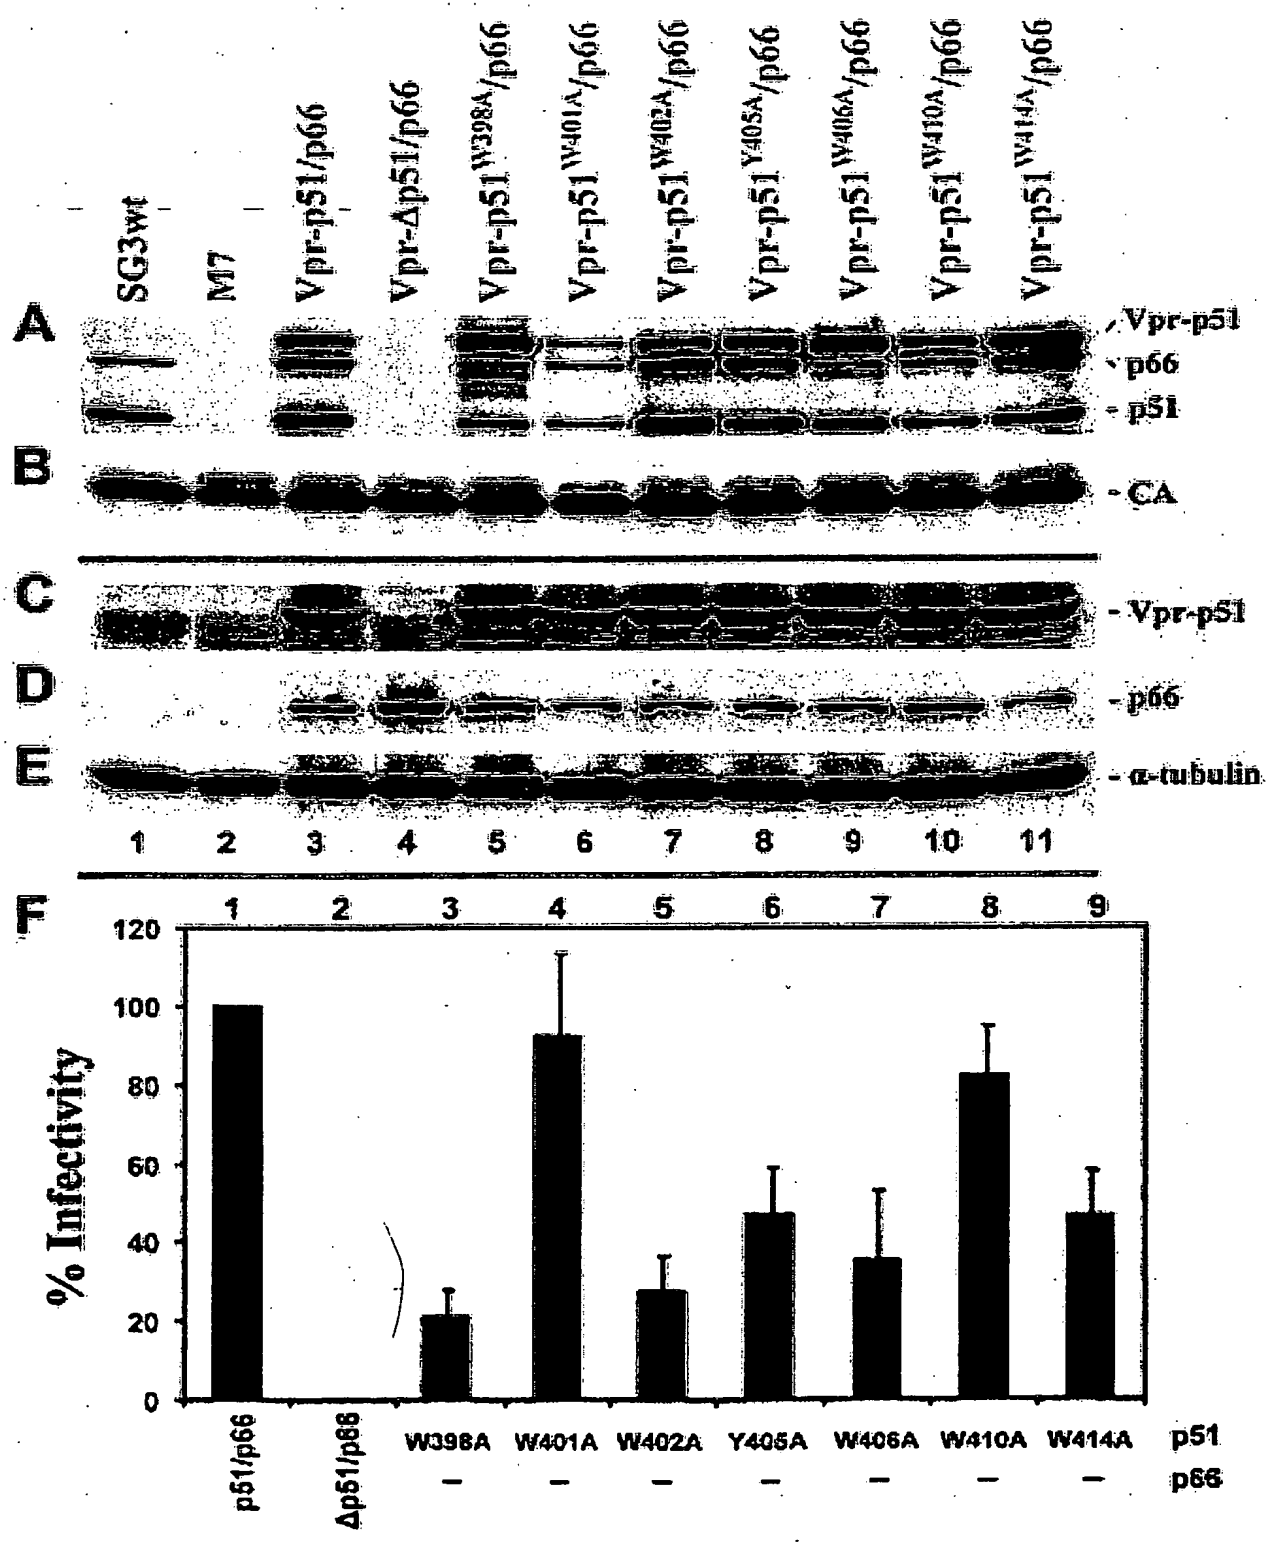 SG3wt
M7
Vpr-p51/p66
Vpr-Δp51/p66
Vpr-p51W398A/p66
Vpr-p51W401A/p66
Vpr-p51W402A/p66
Vpr-p51Y405A/p66
Vpr-p51W406A/p66
Vpr-p51W410A/p66
Vpr-p51W414A/p66
A
Vpr-p51
p66
p51
B
CA
C
Vpr-p51
D
p66
E
α-tubulin
1 2 3 4 5 6 7 8 9 10 11
F
1 2 3 4 5 6 7 8 9
120
100
80
60
40
20
0
% Infectivity
p51/p66
Δp51/p66
W398A W401A W402A Y405A W406A W410A W414A p51
– – – – – – – p66